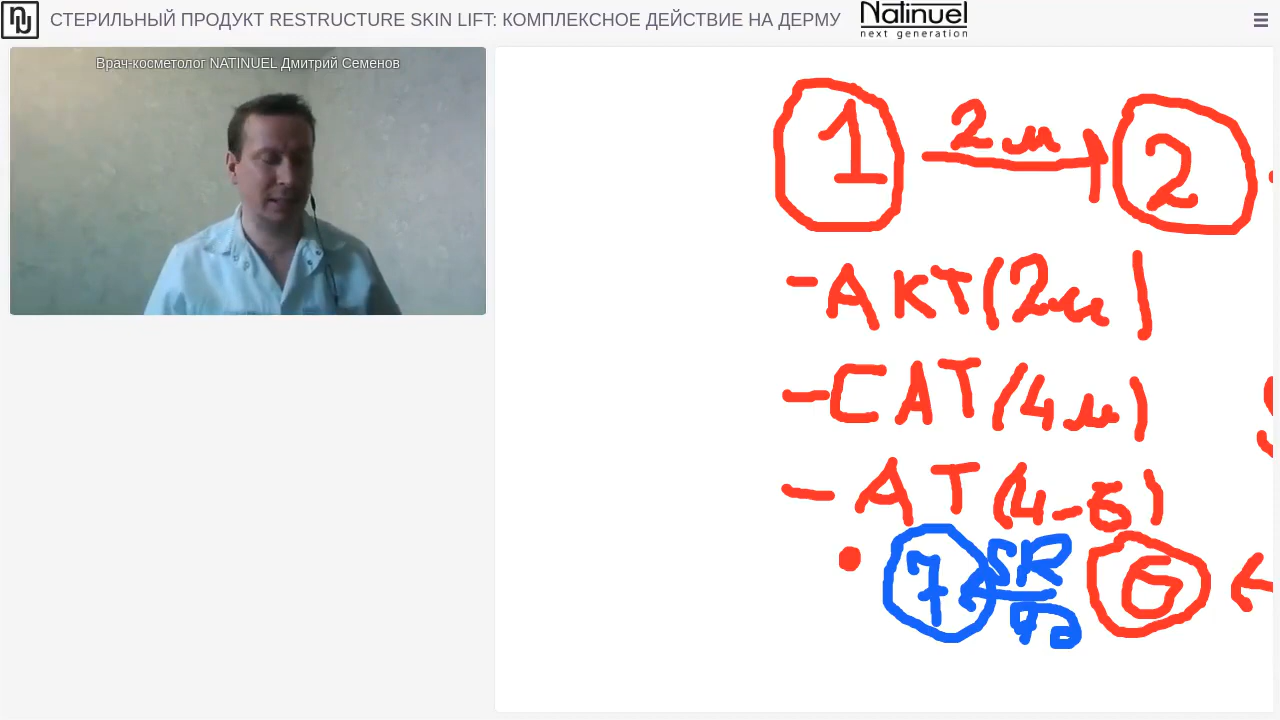 СТЕРИЛЬНЫЙ ПРОДУКТ RESTRUCTURE SKIN LIFT: КОМПЛЕКСНОЕ ДЕЙСТВИЕ НА ДЕРМУ
Natinuel
next generation
Врач-косметолог NATINUEL Дмитрий Семенов
1 2м 2
- АКТ (2м)
- САТ (4м)
- АТ (4-6)
7 SR 6